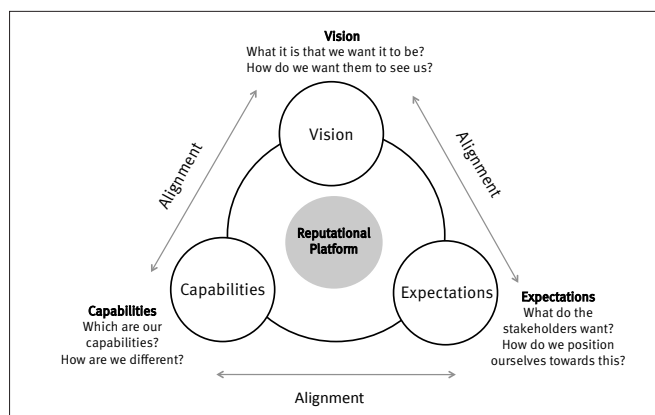 Vision
What it is that we want it to be?
How do we want them to see us?
Vision
Alignment
Alignment
Reputational
Platform
Capabilities
Expectations
Capabilities
Which are our
capabilities?
How are we different?
Expectations
What do the
stakeholders want?
How do we position
ourselves towards this?
Alignment